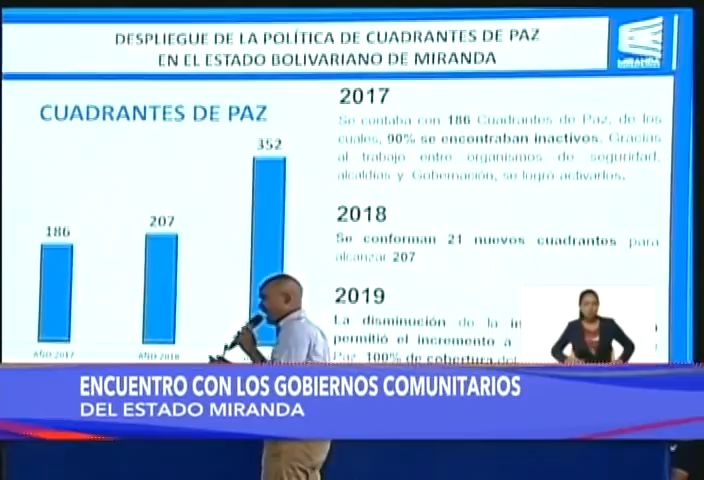 DESPLIEGUE DE LA POLÍTICA DE CUADRANTES DE PAZ
EN EL ESTADO BOLIVARIANO DE MIRANDA
MIRANDA
CUADRANTES DE PAZ
186
207
352
AÑO 2017
AÑO 2018
2017
Se contaba con 186 Cuadrantes de Paz, de los
cuales, 90% se encontraban inactivos. Gracias
al trabajo entre organismos de seguridad,
alcaldías y Gobernación, se logró activarlos.
2018
Se conforman 21 nuevos cuadrantes para
alcanzar 207
2019
La disminución de la
permitió el incremento a
Paz, 100% de cobertura del
ENCUENTRO CON LOS GOBIERNOS COMUNITARIOS
DEL ESTADO MIRANDA